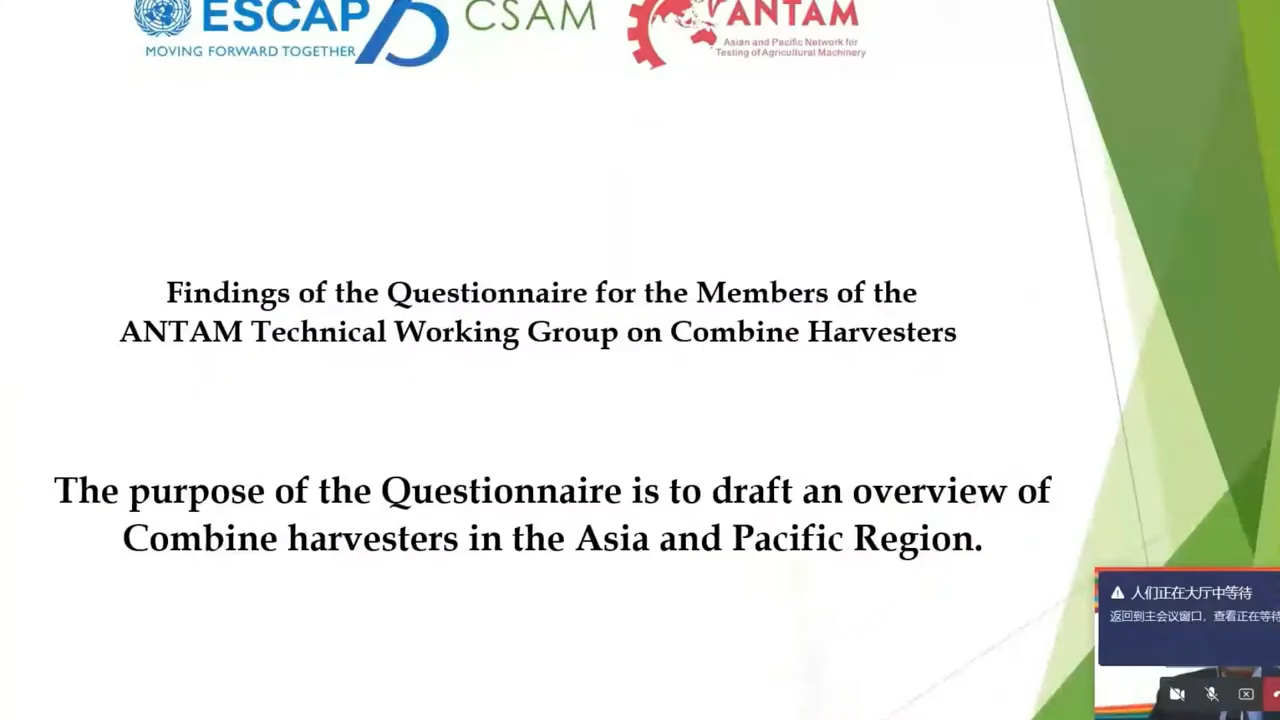 ESCAP 75
CSAM
ANTAM
MOVING FORWARD TOGETHER
Asian and Pacific Network for
Testing of Agricultural Machinery
Findings of the Questionnaire for the Members of the
ANTAM Technical Working Group on Combine Harvesters
The purpose of the Questionnaire is to draft an overview of
Combine harvesters in the Asia and Pacific Region.
人们正在大厅中等待
返回到主会议窗口，查看正在等待